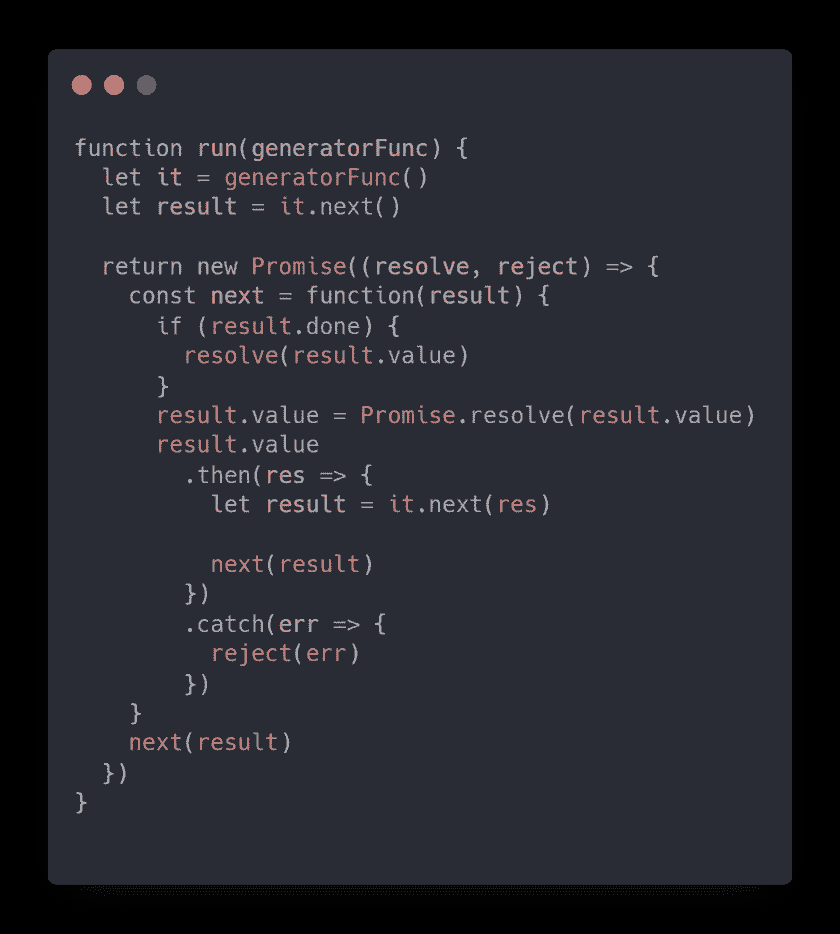 function run(generatorFunc) {
  let it = generatorFunc()
  let result = it.next()

  return new Promise((resolve, reject) => {
    const next = function(result) {
      if (result.done) {
        resolve(result.value)
      }
      result.value = Promise.resolve(result.value)
      result.value
        .then(res => {
          let result = it.next(res)

          next(result)
        })
        .catch(err => {
          reject(err)
        })
    }
    next(result)
  })
}